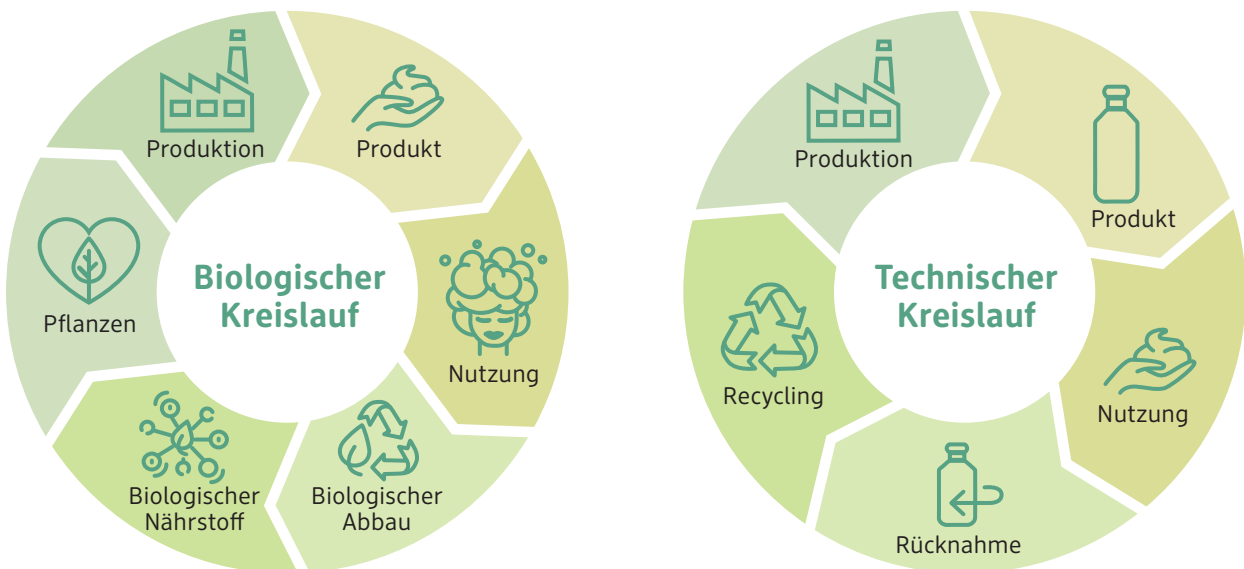 Biologischer
Kreislauf
Produktion
Produkt
Nutzung
Biologischer
Abbau
Biologischer
Nährstoff
Pflanzen
Technischer
Kreislauf
Produktion
Produkt
Nutzung
Rücknahme
Recycling